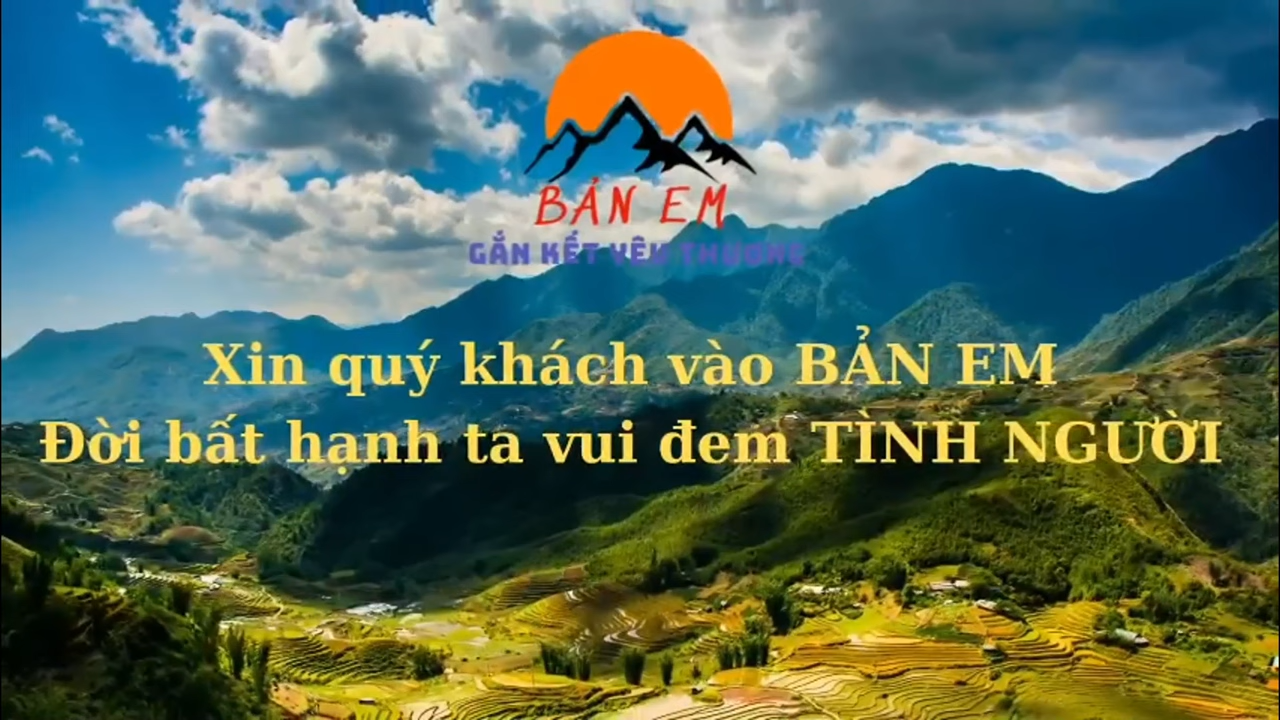 BẢN EM
GẮN KẾT YÊU THƯƠNG
Xin quý khách vào BẢN EM
Đời bất hạnh ta vui đem TÌNH NGƯỜI